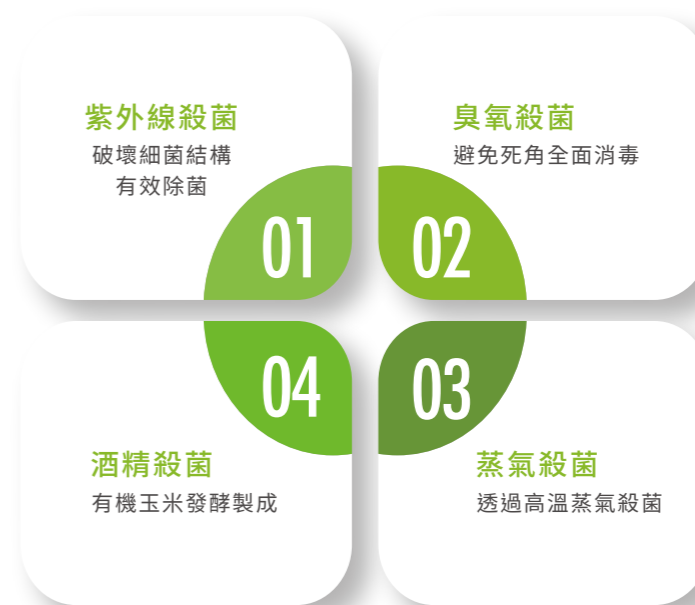 紫外線殺菌
破壞細菌結構
有效除菌
01
臭氧殺菌
避免死角全面消毒
02
04
酒精殺菌
有機玉米發酵製成
03
蒸氣殺菌
透過高溫蒸氣殺菌